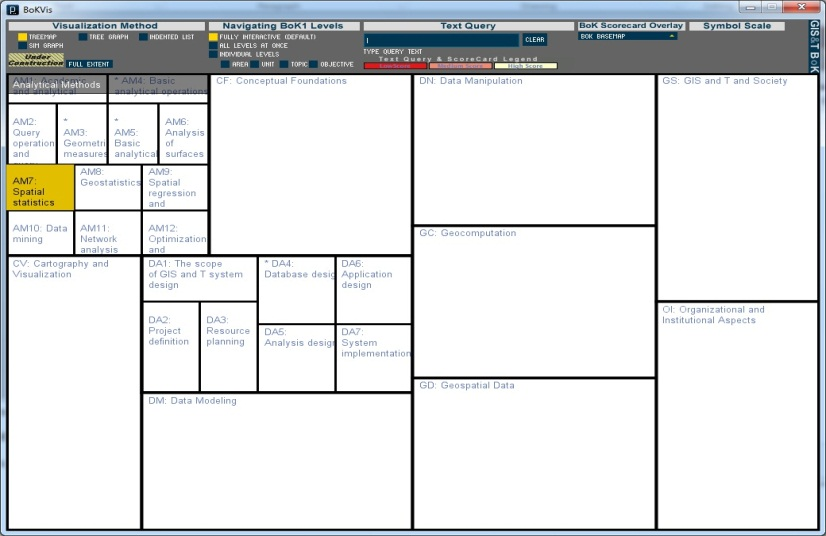 BoKVis
Visualization Method
TREEMAP
TREE GRAPH
INDENTED LIST
SIM GRAPH
Under
Construction
FULL EXTENT
Navigating BoK1 Levels
FULLY INTERACTIVE (DEFAULT)
ALL LEVELS AT ONCE
INDIVIDUAL LEVELS
AREA
UNIT
TOPIC
OBJECTIVE
Text Query
CLEAR
TYPE QUERY TEXT
Text Query & ScoreCard Legend
Low Score
Medium Score
High Score
BoK Scorecard Overlay
BOK BASEMAP
Symbol Scale
GIS&T BoK
Analytical Methods
AM1: Academic
and analytical
* AM4: Basic
analytical operations
AM2:
Query
operation
and
*
AM3:
Geometri
measures
*
AM5:
Basic
analytical
AM6:
Analysis
of
surfaces
AM7:
Spatial
statistics
AM8:
Geostatistics
AM9:
Spatial
regression
and
AM10: Data
mining
AM11:
Network
analysis
AM12:
Optimization
and
CF: Conceptual Foundations
CV: Cartography and
Visualization
DA1: The scope
of GIS and T system
design
DA2:
Project
definition
DA3:
Resource
planning
* DA4:
Database desig
DA5:
Analysis design
DA6:
Application
design
DA7:
System
implementation
DM: Data Modeling
DN: Data Manipulation
GC: Geocomputation
GD: Geospatial Data
GS: GIS and T and Society
OI: Organizational and
Institutional Aspects